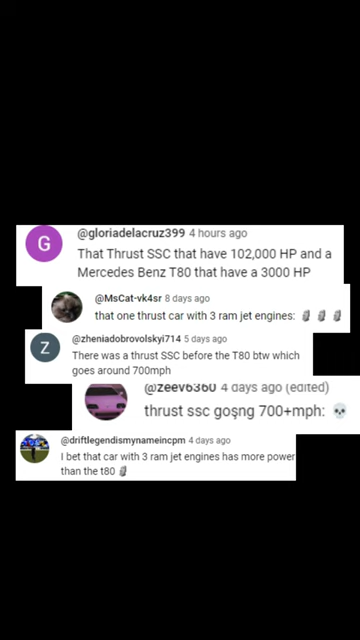 G
@gloriadelacruz399 4 hours ago
That Thrust SSC that have 102,000 HP and a
Mercedes Benz T80 that have a 3000 HP
@MsCat-vk4sr 8 days ago
that one thrust car with 3 ram jet engines: 🗿 🗿 🗿
Z
@zheniadobrovolskyi714 5 days ago
There was a thrust SSC before the T80 btw which
goes around 700mph
@zeev6360 4 days ago (edited)
thrust ssc goşng 700+mph: 💀
@driftlegendismynameincpm 4 days ago
I bet that car with 3 ram jet engines has more power
than the t80 🗿